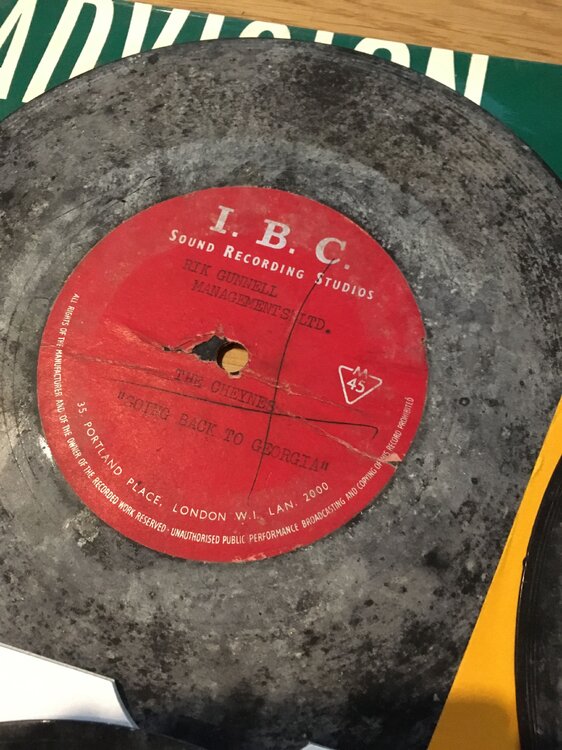 ADVISION
I. B. C.
SOUND RECORDING STUDIOS
RIK GUNNELL
MANAGEMENTS LTD.
M
45
THE CHEYNES
"GOING BACK TO GEORGIA"
35 PORTLAND PLACE, LONDON W.I. LAN. 2000
ALL RIGHTS OF THE MANUFACTURER AND OF THE OWNER OF THE RECORDED WORK RESERVED · UNAUTHORISED PUBLIC PERFORMANCE BROADCASTING AND COPYING OF THIS RECORD PROHIBITED